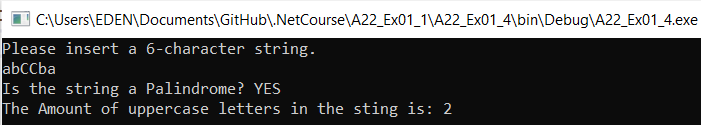 C:\Users\EDEN\Documents\GitHub\.NetCourse\A22_Ex01_1\A22_Ex01_4\bin\Debug\A22_Ex01_4.exe
Please insert a 6-character string.
abCCba
Is the string a Palindrome? YES
The Amount of uppercase letters in the sting is: 2